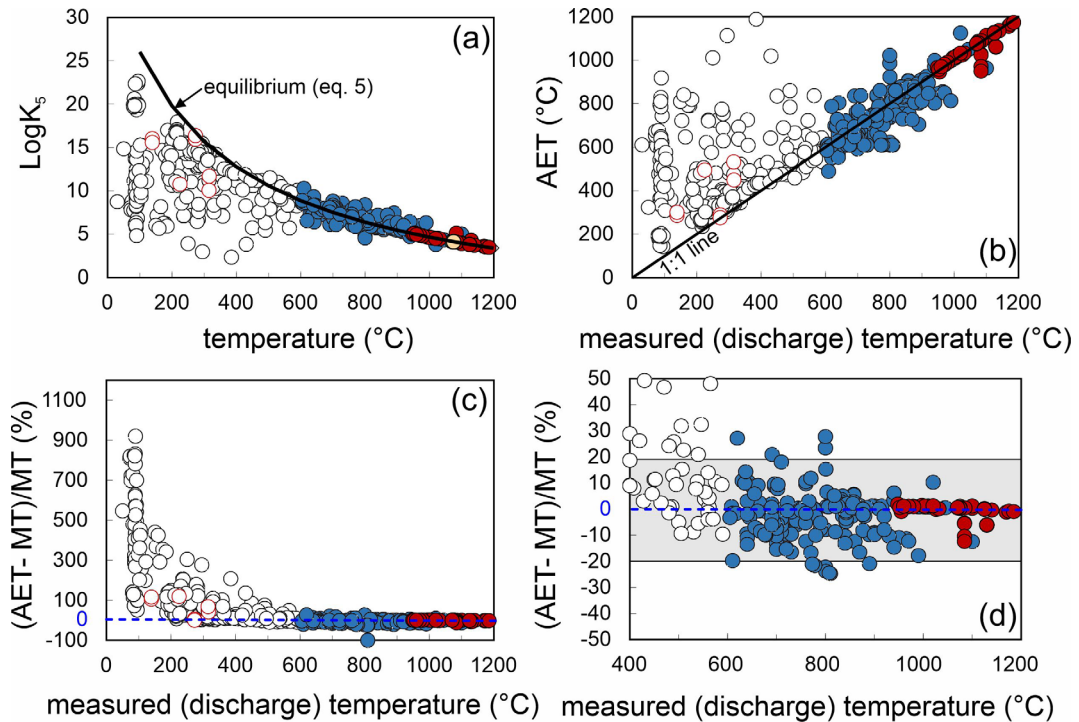 30
25
20
15
10
5
0
LogK5
(a)
equilibrium (eq. 5)
0 200 400 600 800 1000 1200
temperature (°C)
1200
1000
800
600
400
200
0
AET (°C)
(b)
1:1 line
0 200 400 600 800 1000 1200
measured (discharge) temperature (°C)
1100
900
700
500
300
100
0
-100
(AET- MT)/MT (%)
(c)
0 200 400 600 800 1000 1200
measured (discharge) temperature (°C)
50
40
30
20
10
0
-10
-20
-30
-40
-50
(AET- MT)/MT (%)
(d)
400 600 800 1000 1200
measured (discharge) temperature (°C)